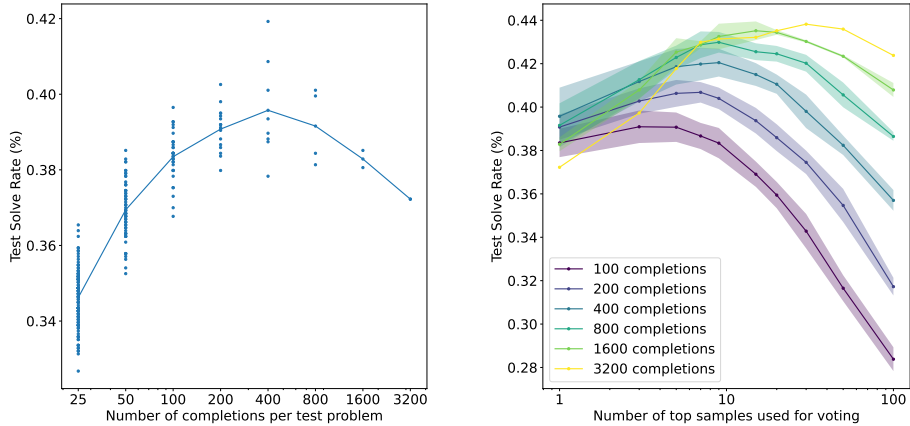 Test Solve Rate (%)
0.42
0.40
0.38
0.36
0.34
25 50 100 200 400 800 1600 3200
Number of completions per test problem
Test Solve Rate (%)
0.44
0.42
0.40
0.38
0.36
0.34
0.32
0.30
0.28
100 completions
200 completions
400 completions
800 completions
1600 completions
3200 completions
1 10 100
Number of top samples used for voting